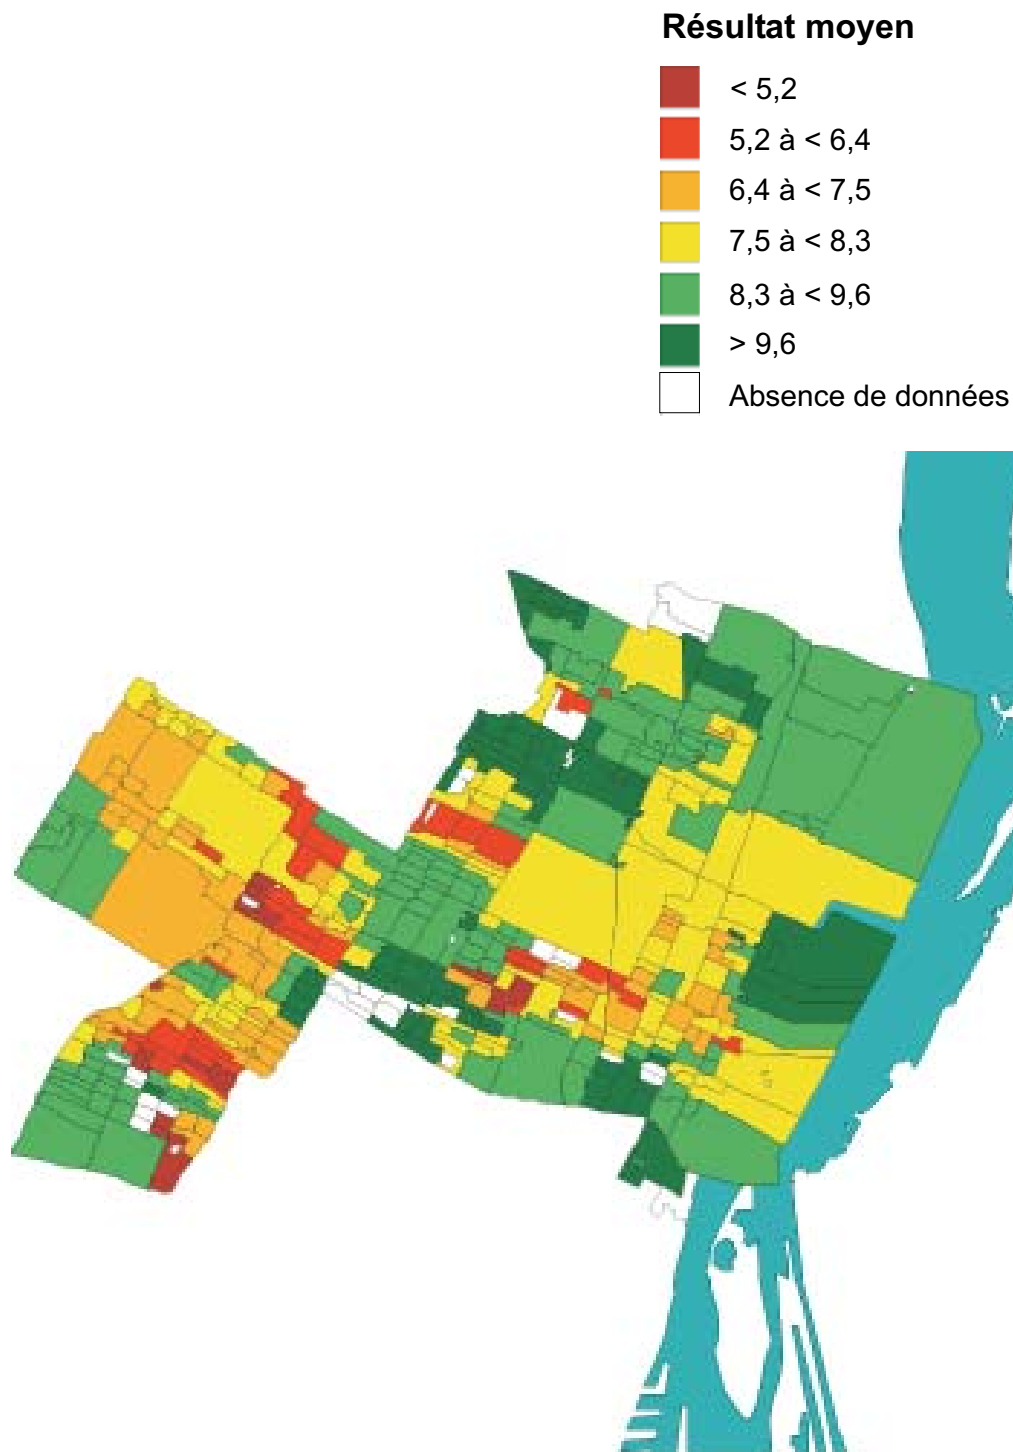 Résultat moyen
< 5,2
5,2 à < 6,4
6,4 à < 7,5
7,5 à < 8,3
8,3 à < 9,6
> 9,6
Absence de données